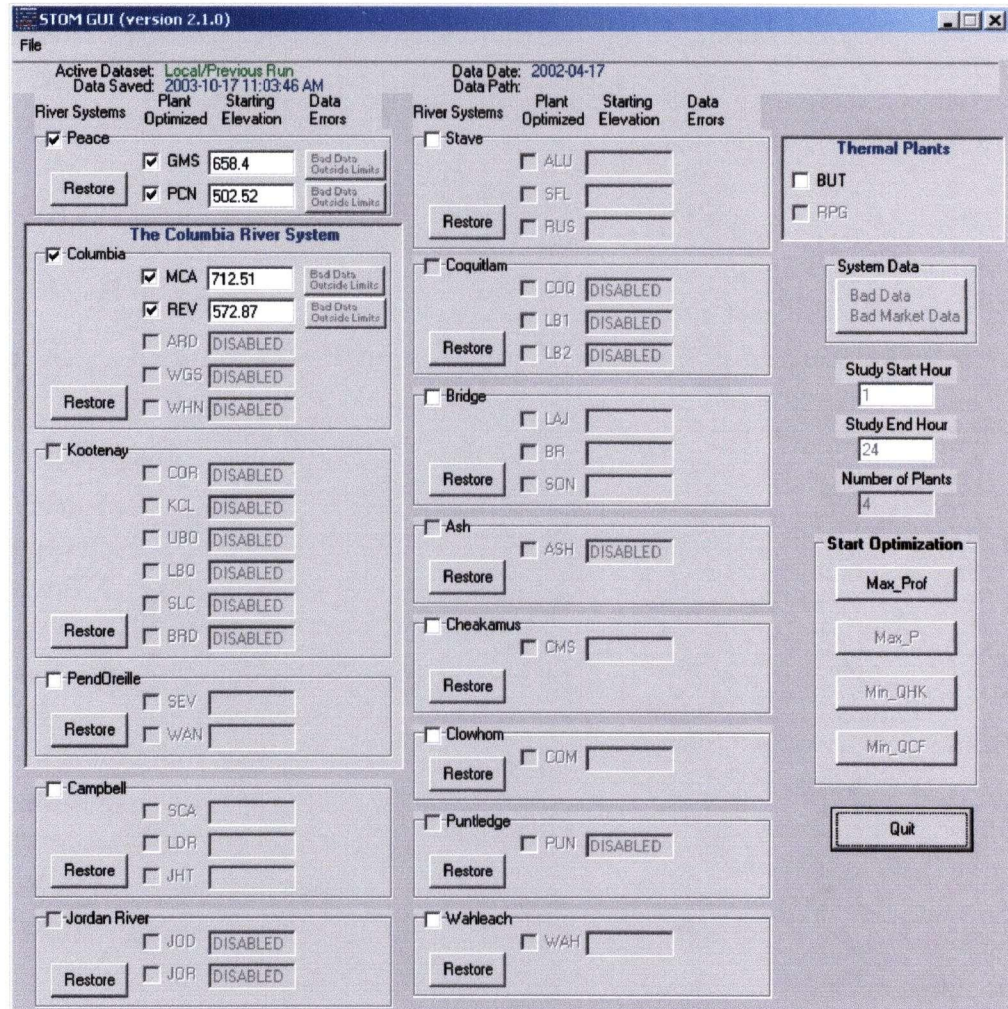 STOM GUI (version 2.1.0)
File
Active Dataset: Local/Previous Run
Data Saved: 2003-10-17 11:03:46 AM
Data Date: 2002-04-17
Data Path:
River Systems Plant Optimized Starting Elevation Data Errors
Peace
GMS 658.4 Bad Data Outside Limits
PCN 502.52 Bad Data Outside Limits
Restore
The Columbia River System
Columbia
MCA 712.51 Bad Data Outside Limits
REV 572.87 Bad Data Outside Limits
ARD DISABLED
WGS DISABLED
WHN DISABLED
Restore
Kootenay
COR DISABLED
KCL DISABLED
UBO DISABLED
LBO DISABLED
SLC DISABLED
BRD DISABLED
Restore
PendOreille
SEV
WAN
Restore
Campbell
SCA
LDR
JHT
Restore
Jordan River
JOD DISABLED
JOR DISABLED
Restore
River Systems Plant Optimized Starting Elevation Data Errors
Stave
ALU
SFL
RUS
Restore
Coquitlam
COQ DISABLED
LB1 DISABLED
LB2 DISABLED
Restore
Bridge
LAJ
BR
SON
Restore
Ash
ASH DISABLED
Restore
Cheakamus
CMS
Restore
Clowhom
COM
Restore
Puntledge
PUN DISABLED
Restore
Wahleach
WAH
Restore
Thermal Plants
BUT
RPG
System Data
Bad Data
Bad Market Data
Study Start Hour
1
Study End Hour
24
Number of Plants
4
Start Optimization
Max_Prof
Max_P
Min_QHK
Min_QCF
Quit